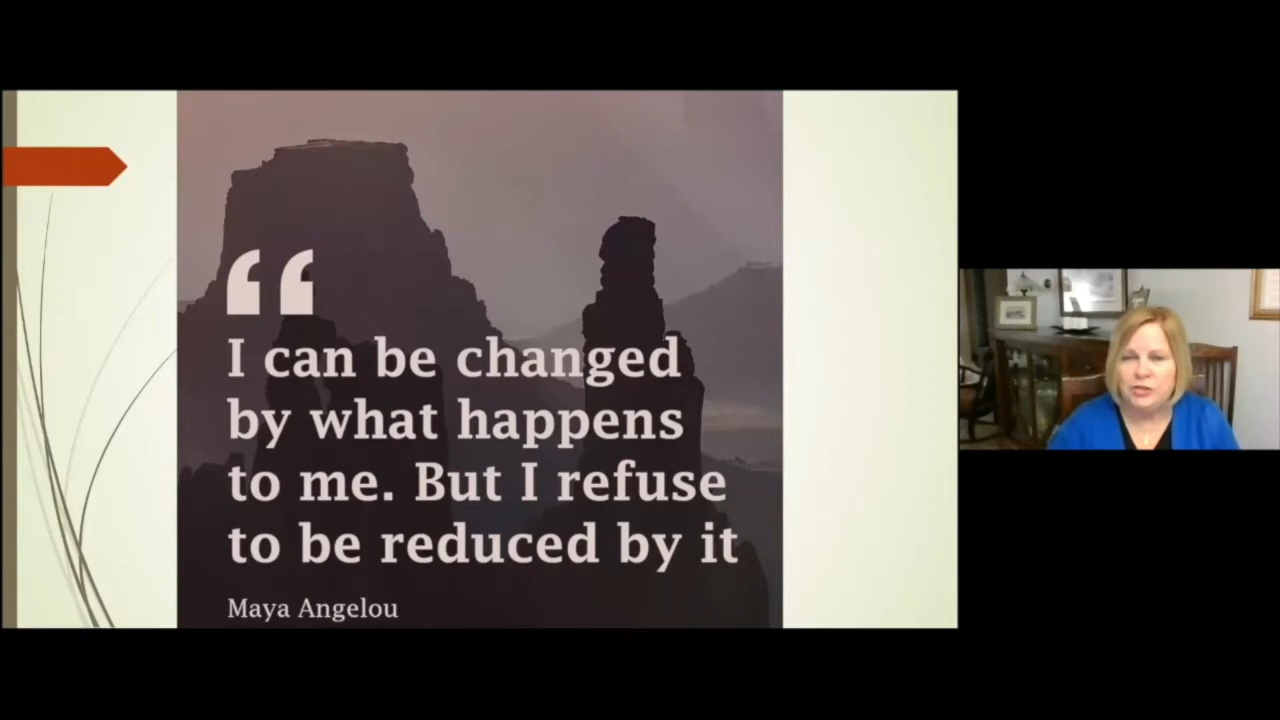 “
I can be changed
by what happens
to me. But I refuse
to be reduced by it
Maya Angelou